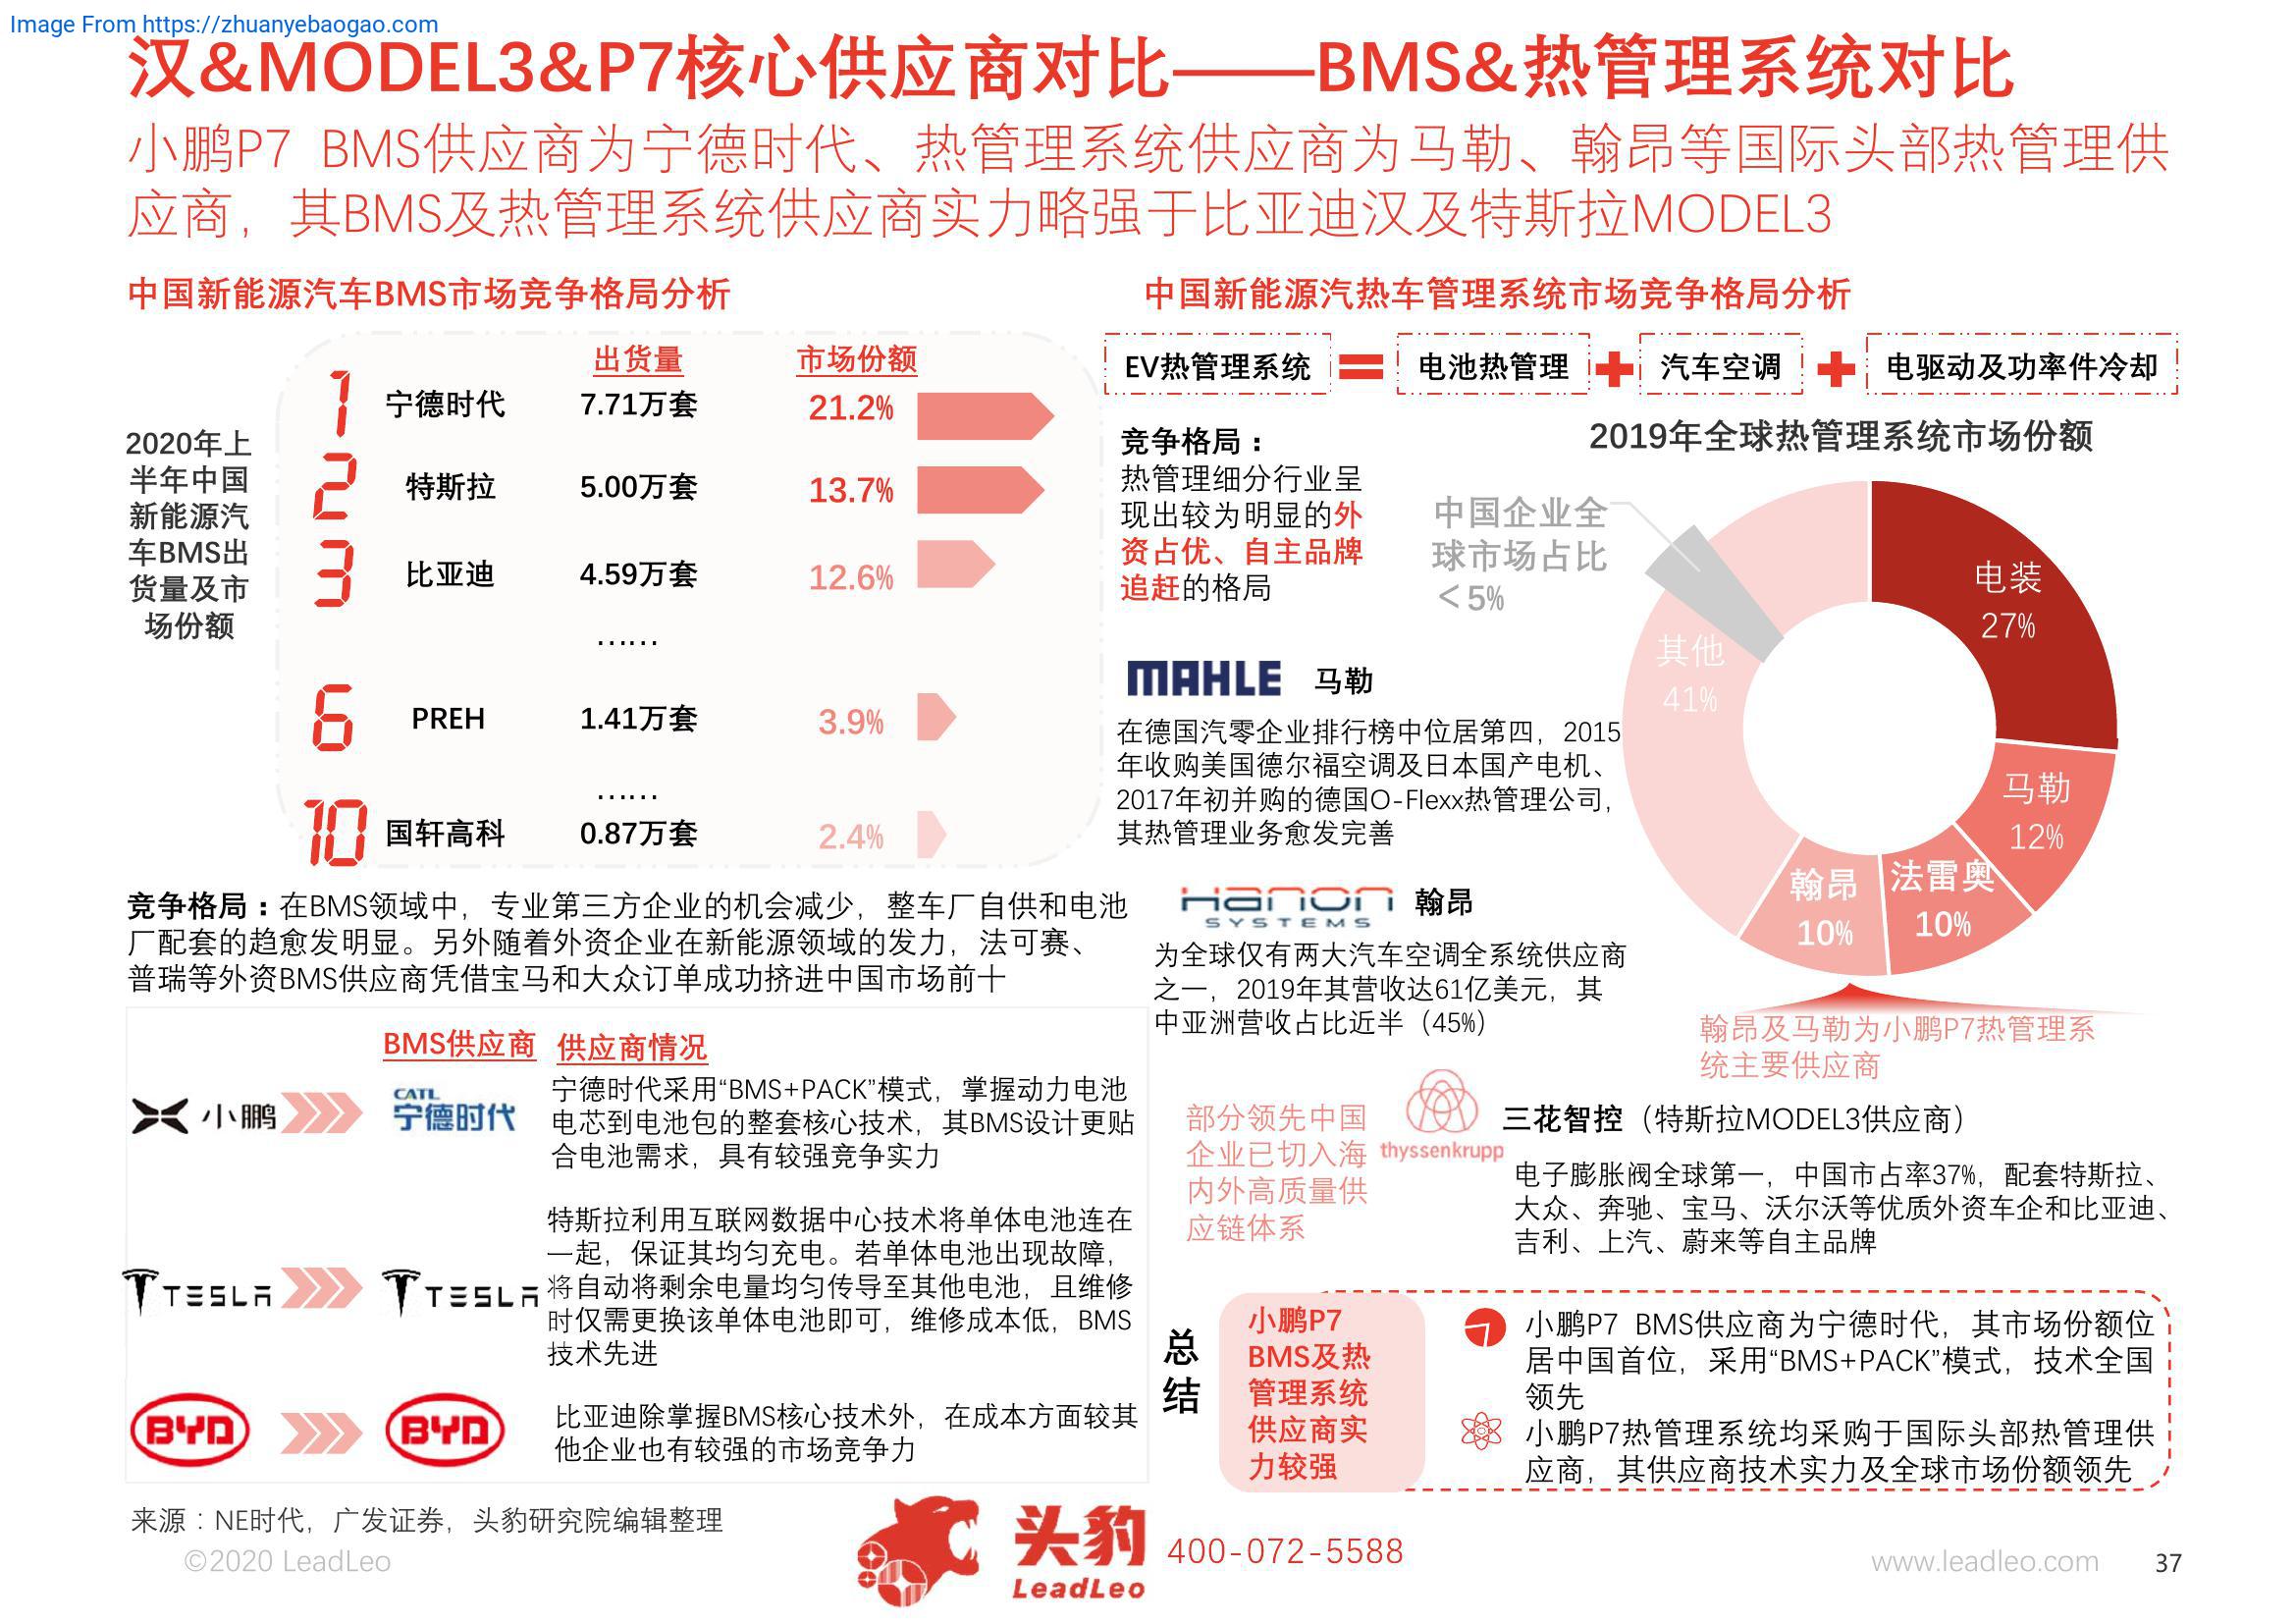 Image From https://zhuanyebaogao.com
汉&MODEL3&P7核心供应商对比——BMS&热管理系统对比
小鹏P7 BMS供应商为宁德时代、热管理系统供应商为马勒、翰昂等国际头部热管理供
应商，其BMS及热管理系统供应商实力略强于比亚迪汉及特斯拉MODEL3
中国新能源汽车BMS市场竞争格局分析
2020年上
半年中国
新能源汽
车BMS出
货量及市
场份额
出货量 市场份额
1 宁德时代 7.71万套 21.2%
2 特斯拉 5.00万套 13.7%
3 比亚迪 4.59万套 12.6%
……
6 PREH 1.41万套 3.9%
……
10 国轩高科 0.87万套 2.4%
竞争格局：在BMS领域中，专业第三方企业的机会减少，整车厂自供和电池
厂配套的趋愈发明显。另外随着外资企业在新能源领域的发力，法可赛、
普瑞等外资BMS供应商凭借宝马和大众订单成功挤进中国市场前十
BMS供应商 供应商情况
小鹏
CATL
宁德时代
宁德时代采用“BMS+PACK”模式，掌握动力电池
电芯到电池包的整套核心技术，其BMS设计更贴
合电池需求，具有较强竞争实力
TESLA
TESLA
特斯拉利用互联网数据中心技术将单体电池连在
一起，保证其均匀充电。若单体电池出现故障，
将自动将剩余电量均匀传导至其他电池，且维修
时仅需更换该单体电池即可，维修成本低，BMS
技术先进
BYD
BYD
比亚迪除掌握BMS核心技术外，在成本方面较其
他企业也有较强的市场竞争力
中国新能源汽热车管理系统市场竞争格局分析
EV热管理系统 = 电池热管理 + 汽车空调 + 电驱动及功率件冷却
竞争格局：
热管理细分行业呈
现出较为明显的外
资占优、自主品牌
追赶的格局
2019年全球热管理系统市场份额
中国企业全
球市场占比
＜5%
电装
27%
马勒
12%
法雷奥
10%
翰昂
10%
其他
41%
MAHLE 马勒
在德国汽零企业排行榜中位居第四，2015
年收购美国德尔福空调及日本国产电机、
2017年初并购的德国O-Flexx热管理公司，
其热管理业务愈发完善
Hanon
SYSTEMS
翰昂
为全球仅有两大汽车空调全系统供应商
之一，2019年其营收达61亿美元，其
中亚洲营收占比近半（45%）
翰昂及马勒为小鹏P7热管理系
统主要供应商
部分领先中国
企业已切入海
内外高质量供
应链体系
thyssenkrupp
三花智控（特斯拉MODEL3供应商）
电子膨胀阀全球第一，中国市占率37%，配套特斯拉、
大众、奔驰、宝马、沃尔沃等优质外资车企和比亚迪、
吉利、上汽、蔚来等自主品牌
总
结
小鹏P7
BMS及热
管理系统
供应商实
力较强
小鹏P7 BMS供应商为宁德时代，其市场份额位
居中国首位，采用“BMS+PACK”模式，技术全国
领先
小鹏P7热管理系统均采购于国际头部热管理供
应商，其供应商技术实力及全球市场份额领先
来源：NE时代，广发证券，头豹研究院编辑整理
©2020 LeadLeo
头豹
LeadLeo
400-072-5588
www.leadleo.com
37